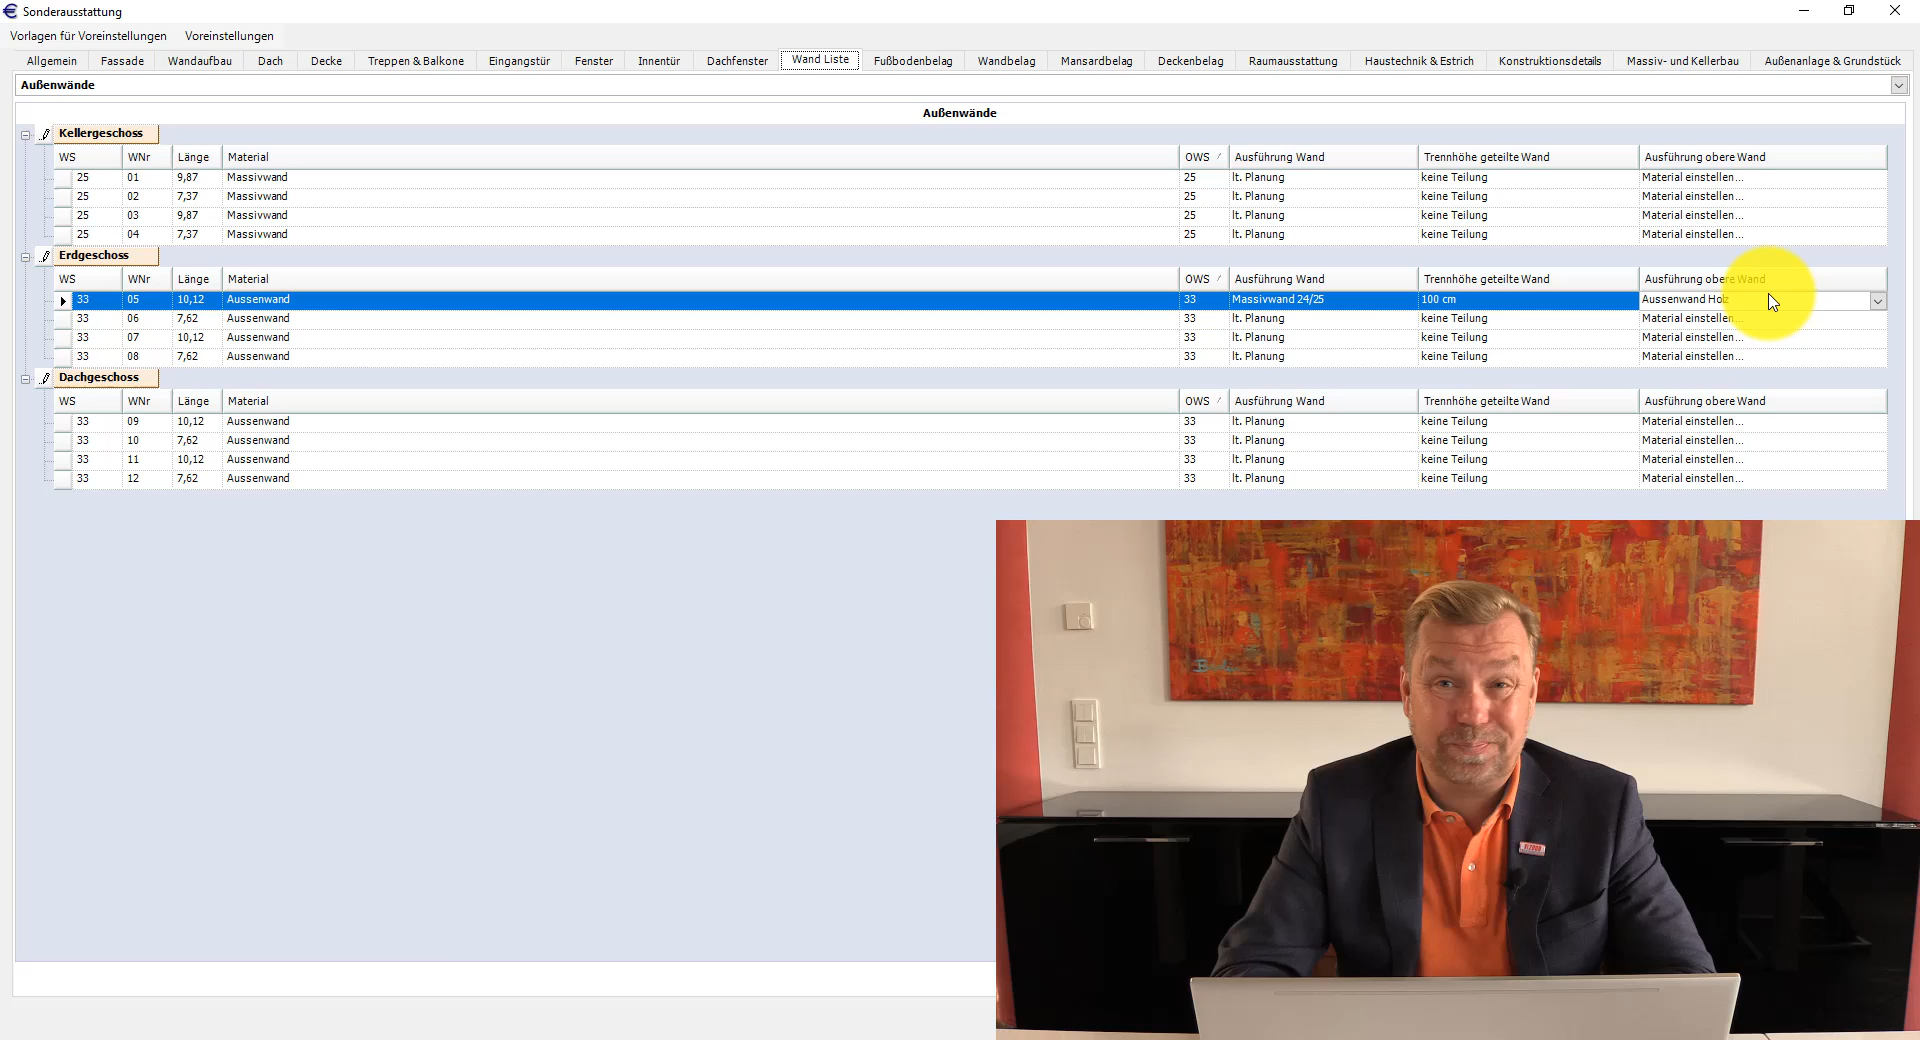 Sonderausstattung
Vorlagen für Voreinstellungen Voreinstellungen
Allgemein Fassade Wandaufbau Dach Decke Treppen & Balkone Eingangstür Fenster Innentür Dachfenster Wand Liste Fußbodenbelag Wandbelag Mansardbelag Deckenbelag Raumausstattung Haustechnik & Estrich Konstruktionsdetails Massiv- und Kellerbau Außenanlage & Grundstück
Außenwände
Außenwände
Kellergeschoss
WS WNr Länge Material OWS Ausführung Wand Trennhöhe geteilte Wand Ausführung obere Wand
25 01 9,87 Massivwand 25 lt. Planung keine Teilung Material einstellen...
25 02 7,37 Massivwand 25 lt. Planung keine Teilung Material einstellen...
25 03 9,87 Massivwand 25 lt. Planung keine Teilung Material einstellen...
25 04 7,37 Massivwand 25 lt. Planung keine Teilung Material einstellen...
Erdgeschoss
WS WNr Länge Material OWS Ausführung Wand Trennhöhe geteilte Wand Ausführung obere Wand
33 05 10,12 Aussenwand 33 Massivwand 24/25 100 cm Aussenwand Holz
33 06 7,62 Aussenwand 33 lt. Planung keine Teilung Material einstellen...
33 07 10,12 Aussenwand 33 lt. Planung keine Teilung Material einstellen...
33 08 7,62 Aussenwand 33 lt. Planung keine Teilung Material einstellen...
Dachgeschoss
WS WNr Länge Material OWS Ausführung Wand Trennhöhe geteilte Wand Ausführung obere Wand
33 09 10,12 Aussenwand 33 lt. Planung keine Teilung Material einstellen...
33 10 7,62 Aussenwand 33 lt. Planung keine Teilung Material einstellen...
33 11 10,12 Aussenwand 33 lt. Planung keine Teilung Material einstellen...
33 12 7,62 Aussenwand 33 lt. Planung keine Teilung Material einstellen...